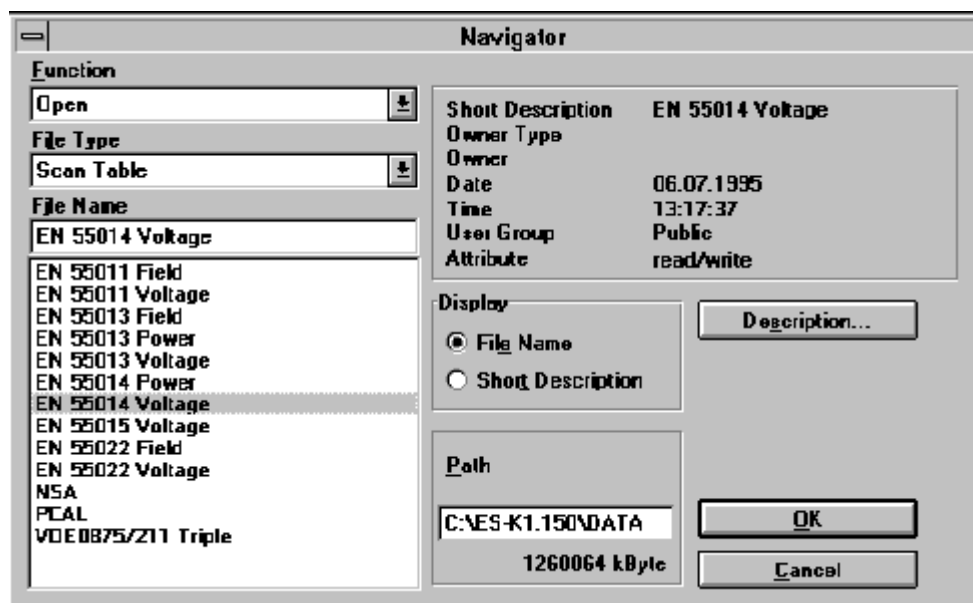 Navigator
Function
Open
File Type
Scan Table
File Name
EN 55014 Voltage
EN 55011 Field
EN 55011 Voltage
EN 55013 Field
EN 55013 Power
EN 55013 Voltage
EN 55014 Power
EN 55014 Voltage
EN 55015 Voltage
EN 55022 Field
EN 55022 Voltage
NSA
PCAL
VDE0875/211 Triple
Short Description EN 55014 Voltage
Owner Type
Owner
Date 06.07.1995
Time 13:17:37
User Group Public
Attribute read/write
Display
File Name
Short Description
Description...
Path
C:\ES-K1.150\DATA
1260064 kByte
OK
Cancel